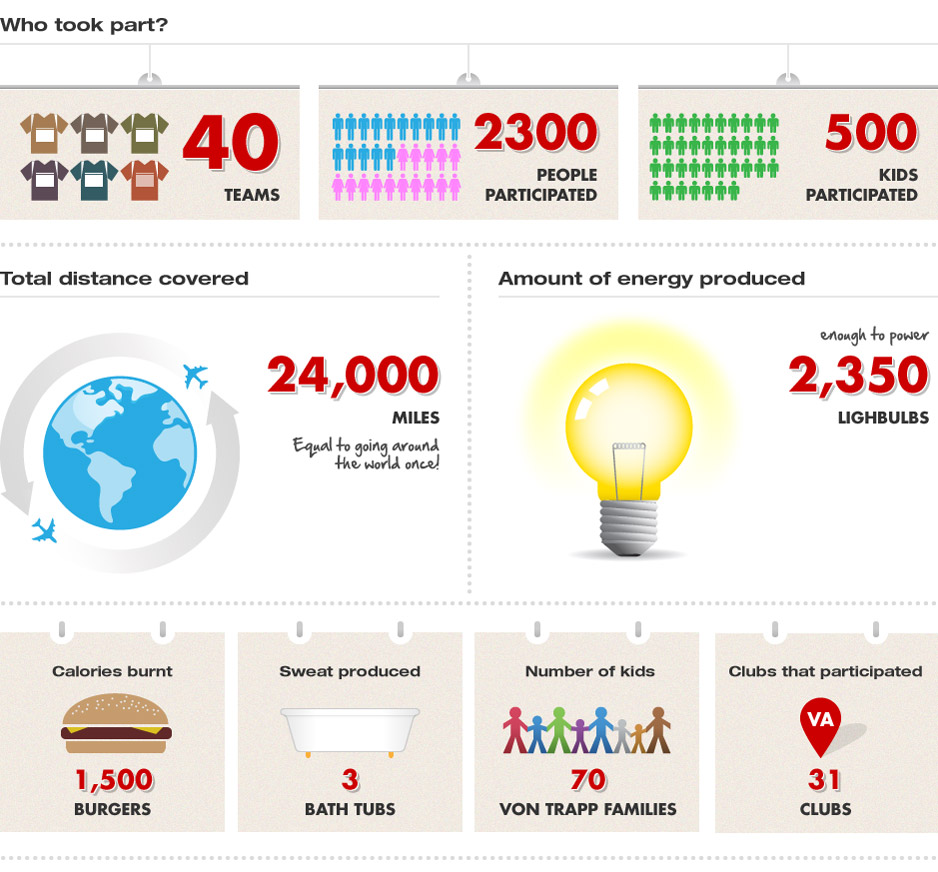 Who took part?
40
TEAMS
2300
PEOPLE
PARTICIPATED
500
KIDS
PARTICIPATED
Total distance covered
24,000
MILES
Equal to going around
the world once!
Amount of energy produced
enough to power
2,350
LIGHBULBS
Calories burnt
1,500
BURGERS
Sweat produced
3
BATH TUBS
Number of kids
70
VON TRAPP FAMILIES
Clubs that participated
VA
31
CLUBS